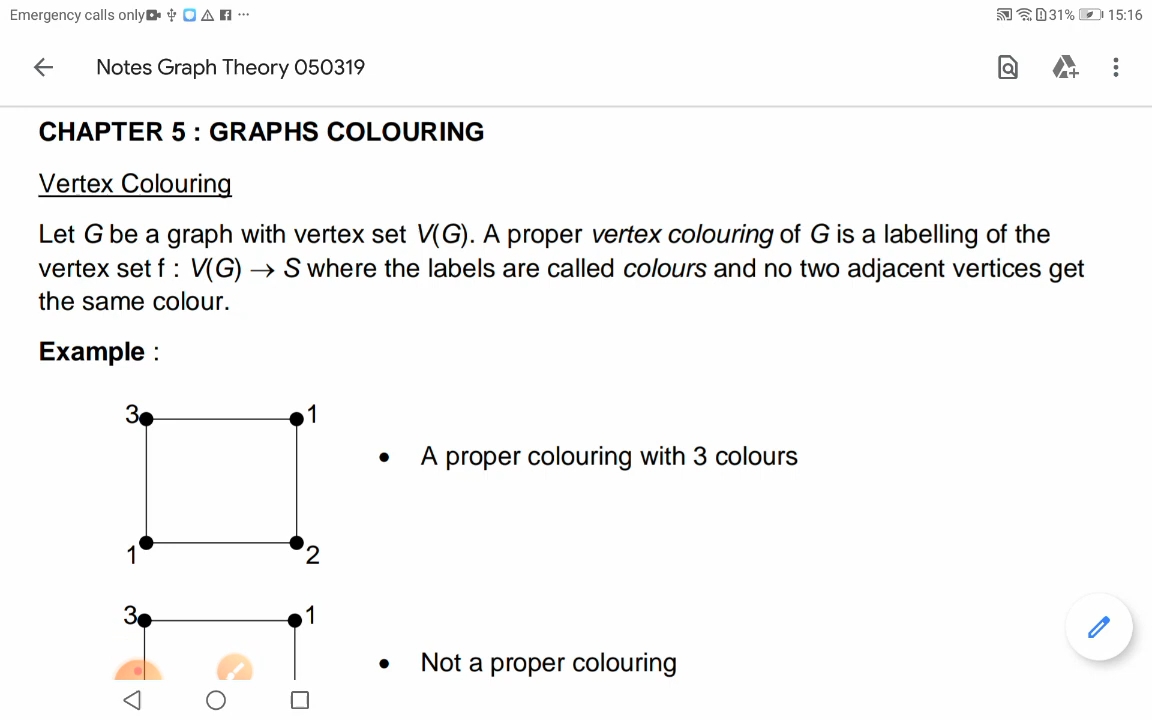 Emergency calls only ... 31% 15:16
Notes Graph Theory 050319
CHAPTER 5 : GRAPHS COLOURING
Vertex Colouring
Let G be a graph with vertex set V(G). A proper vertex colouring of G is a labelling of the
vertex set f : V(G) → S where the labels are called colours and no two adjacent vertices get
the same colour.
Example :
3 1
• A proper colouring with 3 colours
1 2
3 1
• Not a proper colouring